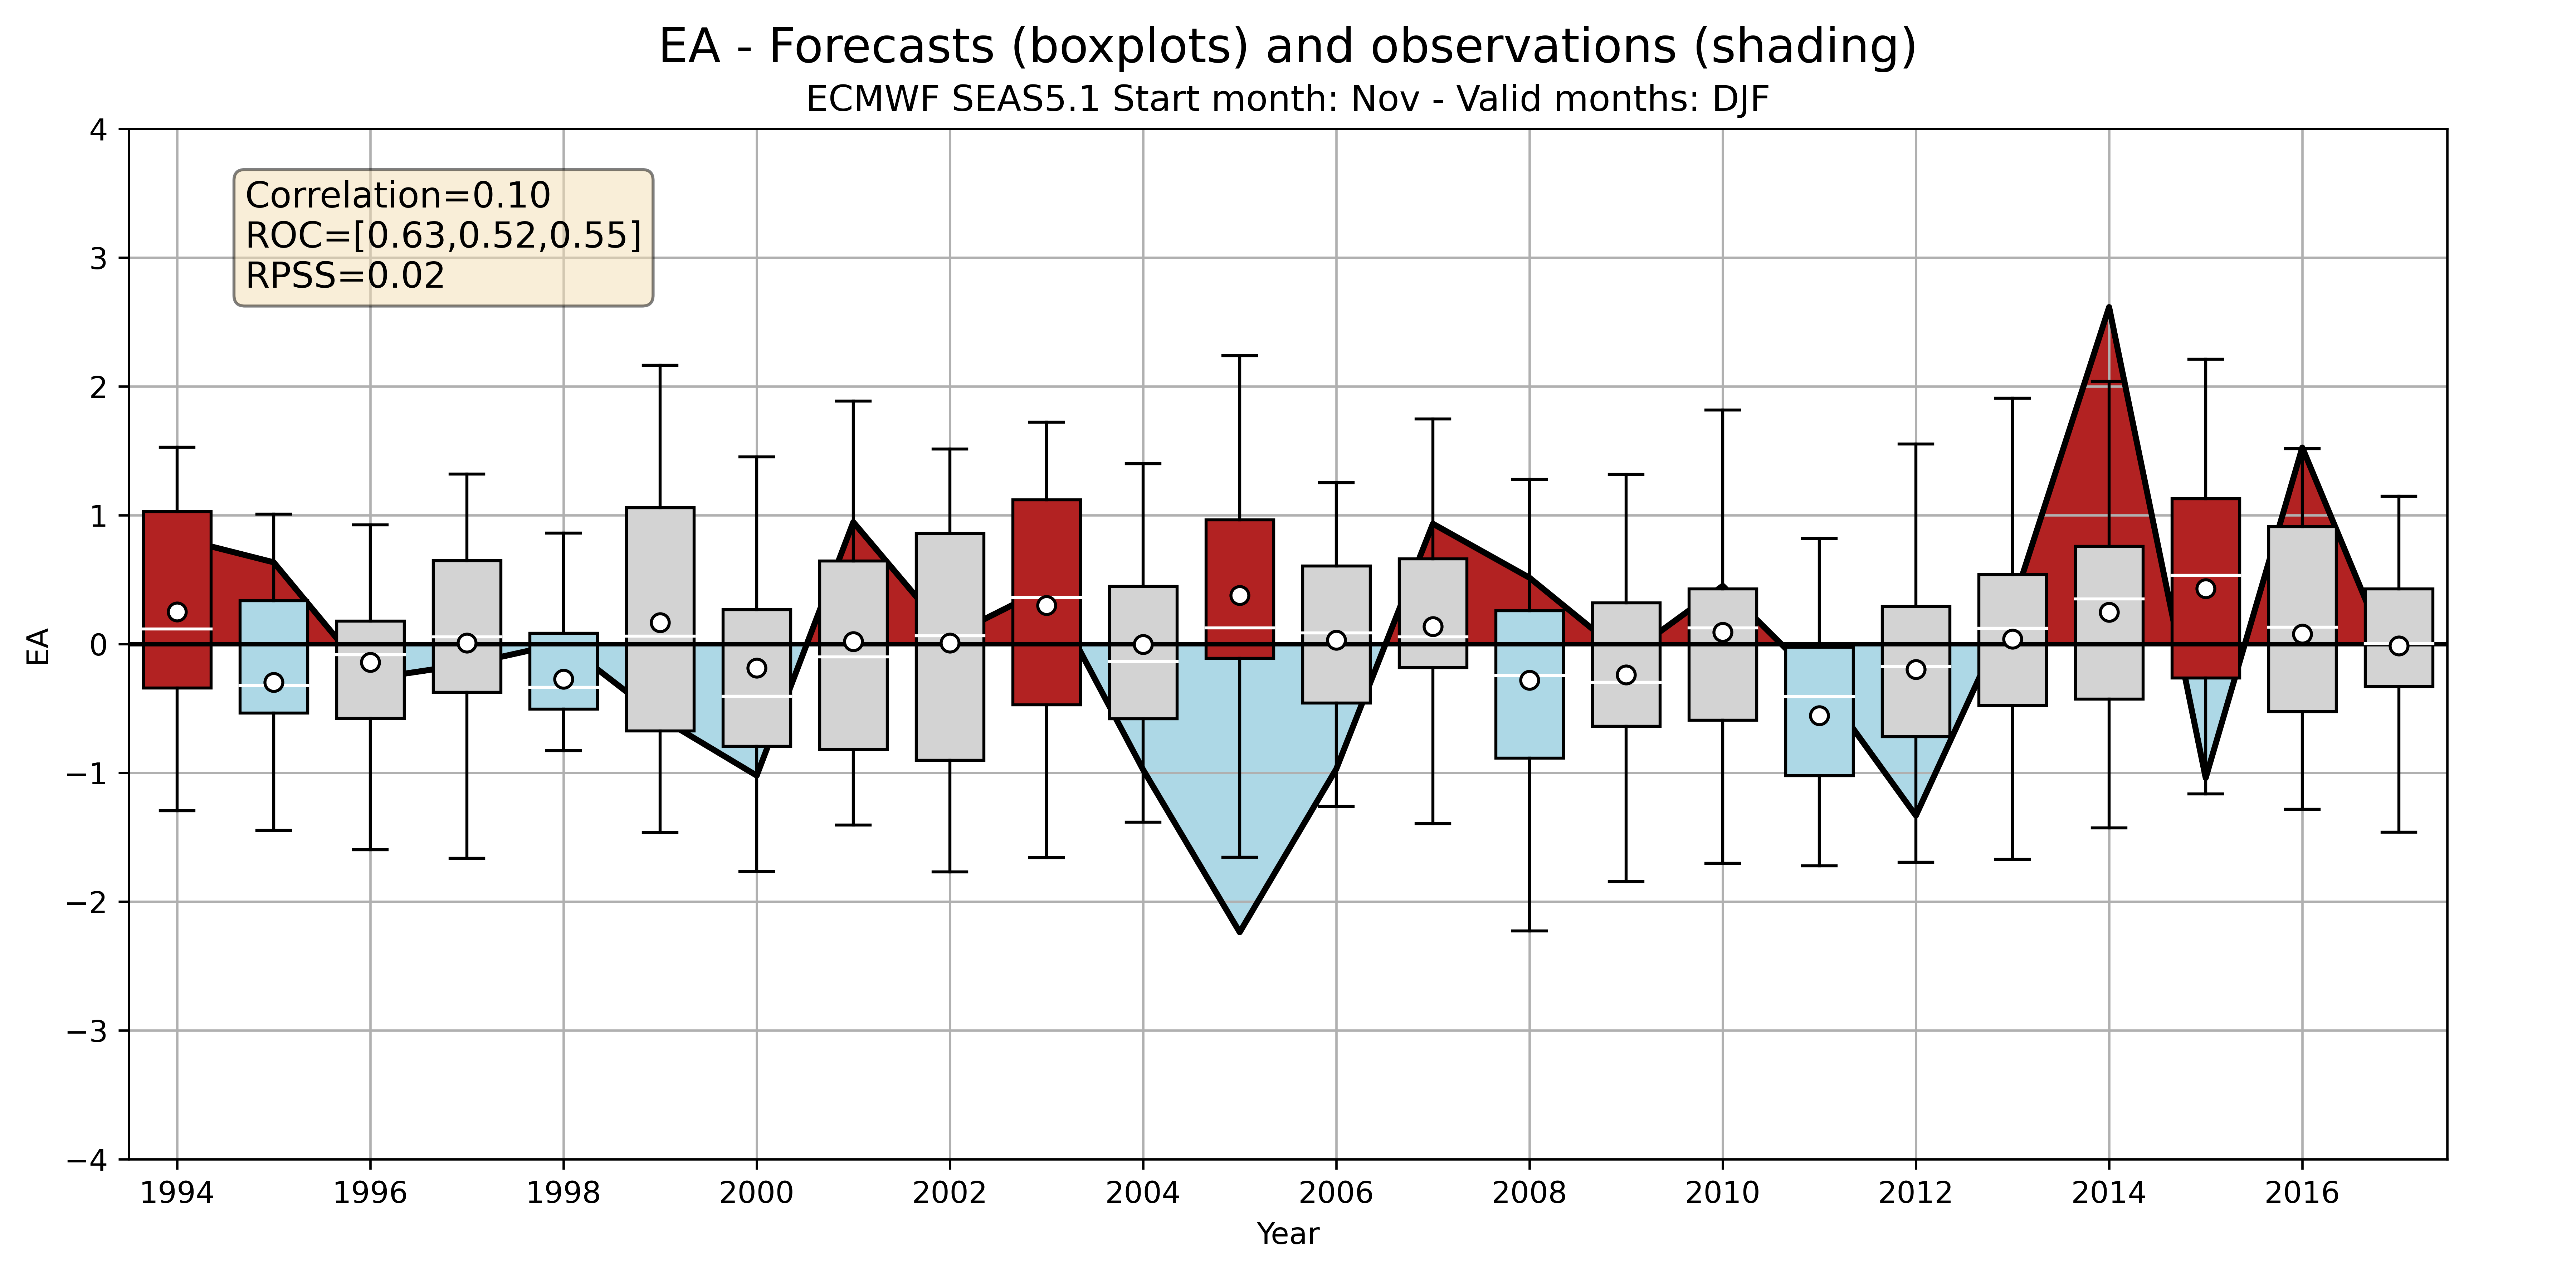 EA - Forecasts (boxplots) and observations (shading)
ECMWF SEAS5.1 Start month: Nov - Valid months: DJF
Correlation=0.10
ROC=[0.63,0.52,0.55]
RPSS=0.02
4
3
2
1
0
−1
−2
−3
−4
EA
1994 1996 1998 2000 2002 2004 2006 2008 2010 2012 2014 2016
Year